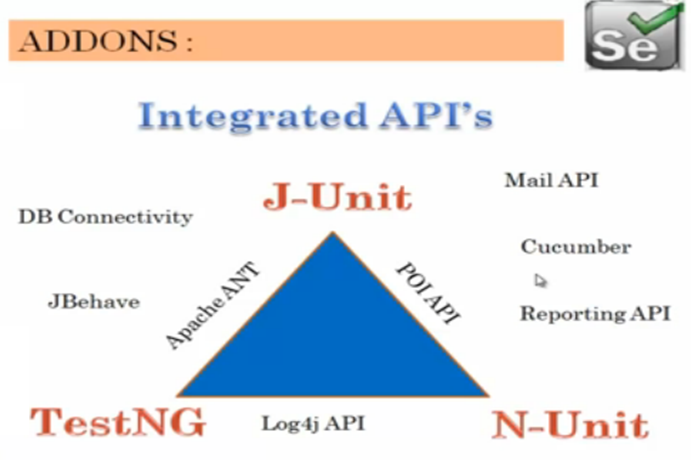 ADDONS :
Se
Integrated API's
J-Unit
Mail API
DB Connectivity
Cucumber
Apache ANT
POI API
JBehave
Reporting API
TestNG
Log4j API
N-Unit